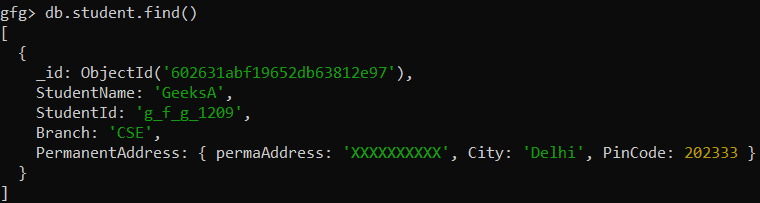 gfg> db.student.find()
[
  {
    _id: ObjectId('602631abf19652db63812e97'),
    StudentName: 'GeeksA',
    StudentId: 'g_f_g_1209',
    Branch: 'CSE',
    PermanentAddress: { permaAddress: 'XXXXXXXXXX', City: 'Delhi', PinCode: 202333 }
  }
]